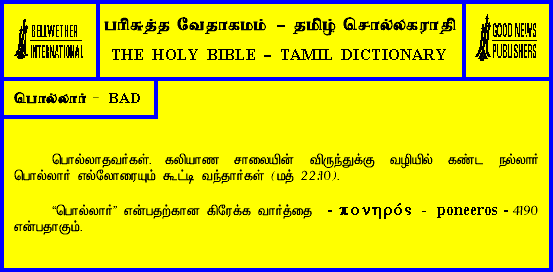 BELLWETHER
INTERNATIONAL
பரிசுத்த வேதாகமம் – தமிழ் சொல்லகராதி
THE HOLY BIBLE – TAMIL DICTIONARY
GOOD NEWS
PUBLISHERS
பொல்லார் - BAD
பொல்லாதவர்கள். கலியாண சாலையின் விருந்துக்கு வழியில் கண்ட நல்லார்
பொல்லார் எல்லோரையும் கூட்டி வந்தார்கள் (மத் 22:10).
“பொல்லார்” என்பதற்கான கிரேக்க வார்த்தை - πονηρός - poneeros - 4190
என்பதாகும்.